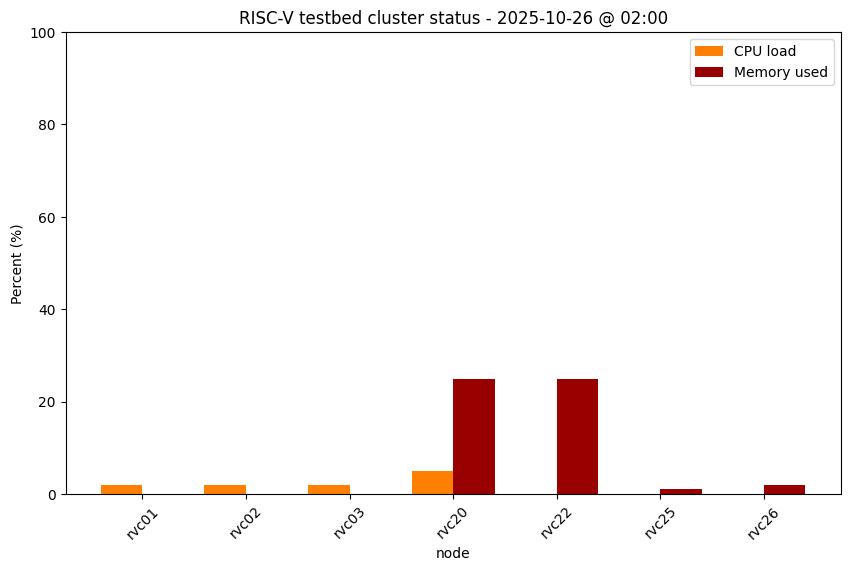 RISC-V testbed cluster status - 2025-10-26 @ 02:00
CPU load
Memory used
Percent (%)
100
80
60
40
20
0
rvc01
rvc02
rvc03
rvc20
rvc22
rvc25
rvc26
node